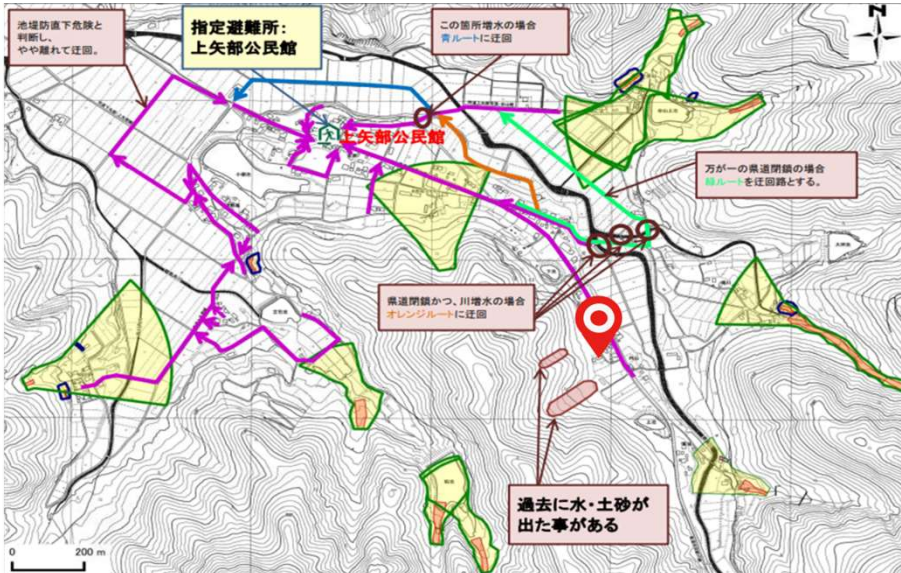 池堤防直下危険と
判断し、
やや離れて迂回。
指定避難所:
上矢部公民館
この箇所増水の場合
青ルートに迂回
N
上矢部公民館
万が一の県道閉鎖の場合
緑ルートを迂回路とする。
県道閉鎖かつ、川増水の場合
オレンジルートに迂回
過去に水・土砂が
出た事がある
0 200 m